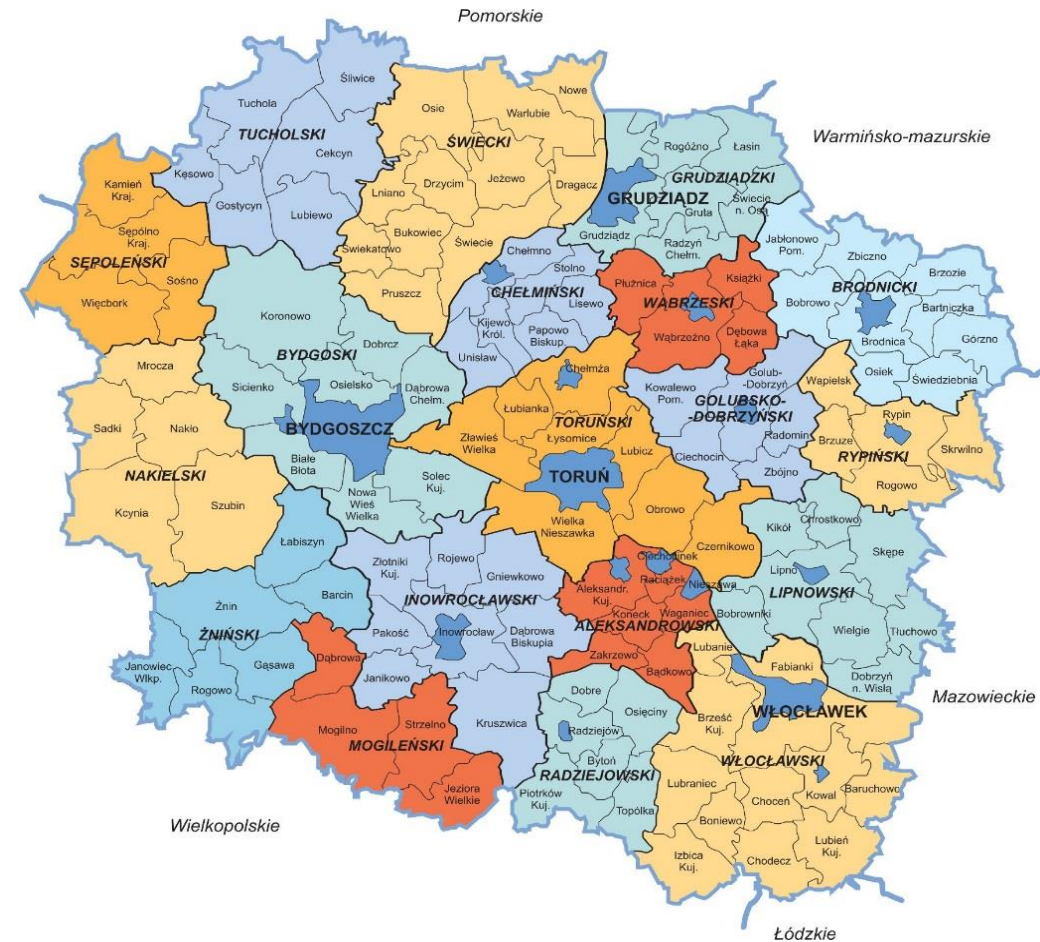 Pomorskie
Śliwice
Tuchola
TUCHOLSKI
Cekcyn
Kęsowo
Gostycyn
Lubiewo
Nowe
Osie
Warlubie
ŚWIECKI
Lniano
Drzycim
Jeżewo
Dragacz
Bukowiec
Świecie
Świekatowo
Pruszcz
Warmińsko-mazurskie
Rogóźno
Łasin
GRUDZIĄDZKI
GRUDZIĄDZ
Świecie
n. Osą
Gruta
Grudziądz
Radzyń
Chełm.
Kamień
Kraj.
Sępólno
Kraj.
SĘPOLEŃSKI
Sośno
Więcbork
Chełmno
Stolno
CHEŁMIŃSKI
Lisewo
Kijewo
Król.
Papowo
Biskup.
Unisław
Płużnica
Książki
WĄBRZESKI
Wąbrzeźno
Dębowa
Łąka
Jabłonowo
Pom.
Zbiczno
Brzozie
BRODNICKI
Bobrowo
Bartniczka
Brodnica
Górzno
Osiek
Świedziebnia
Koronowo
Dobrcz
BYDGOSKI
Sicienko
Osielsko
Dąbrowa
Chełm.
BYDGOSZCZ
Białe
Błota
Solec
Kuj.
Nowa
Wieś
Wielka
Mrocza
Sadki
Nakło
NAKIELSKI
Kcynia
Szubin
Chełmża
Łubianka
TORUŃSKI
Łysomice
Zławieś
Wielka
Lubicz
TORUŃ
Obrowo
Wielka
Nieszawka
Czernikowo
Kowalewo
Pom.
Golub-
-Dobrzyń
GOLUBSKO-
-DOBRZYŃSKI
Radomin
Ciechocin
Zbójno
Wąpielsk
Rypin
Brzuze
Skrwilno
RYPIŃSKI
Rogowo
Kikół
Chrostkowo
Skępe
Lipno
LIPNOWSKI
Bobrowniki
Wielgie
Tłuchowo
Dobrzyń
n. Wisłą
Łabiszyn
Żnin
Barcin
ŻNIŃSKI
Janowiec
Wlkp.
Gąsawa
Rogowo
Złotniki
Kuj.
Rojewo
Gniewkowo
INOWROCŁAWSKI
Pakość
Inowrocław
Dąbrowa
Biskupia
Janikowo
Kruszwica
Ciechocinek
Aleksandr.
Kuj.
Raciążek
Nieszawa
Koneck
Waganiec
ALEKSANDROWSKI
Zakrzewo
Bądkowo
Dąbrowa
Mogilno
Strzelno
MOGILEŃSKI
Jeziora
Wielkie
Dobre
Osięciny
Radziejów
Bytoń
RADZIEJOWSKI
Piotrków
Kuj.
Topólka
Lubanie
Fabianki
WŁOCŁAWEK
Brześć
Kuj.
WŁOCŁAWSKI
Lubraniec
Kowal
Baruchowo
Choceń
Boniewo
Lubień
Kuj.
Izbica
Kuj.
Chodecz
Mazowieckie
Wielkopolskie
Łódzkie